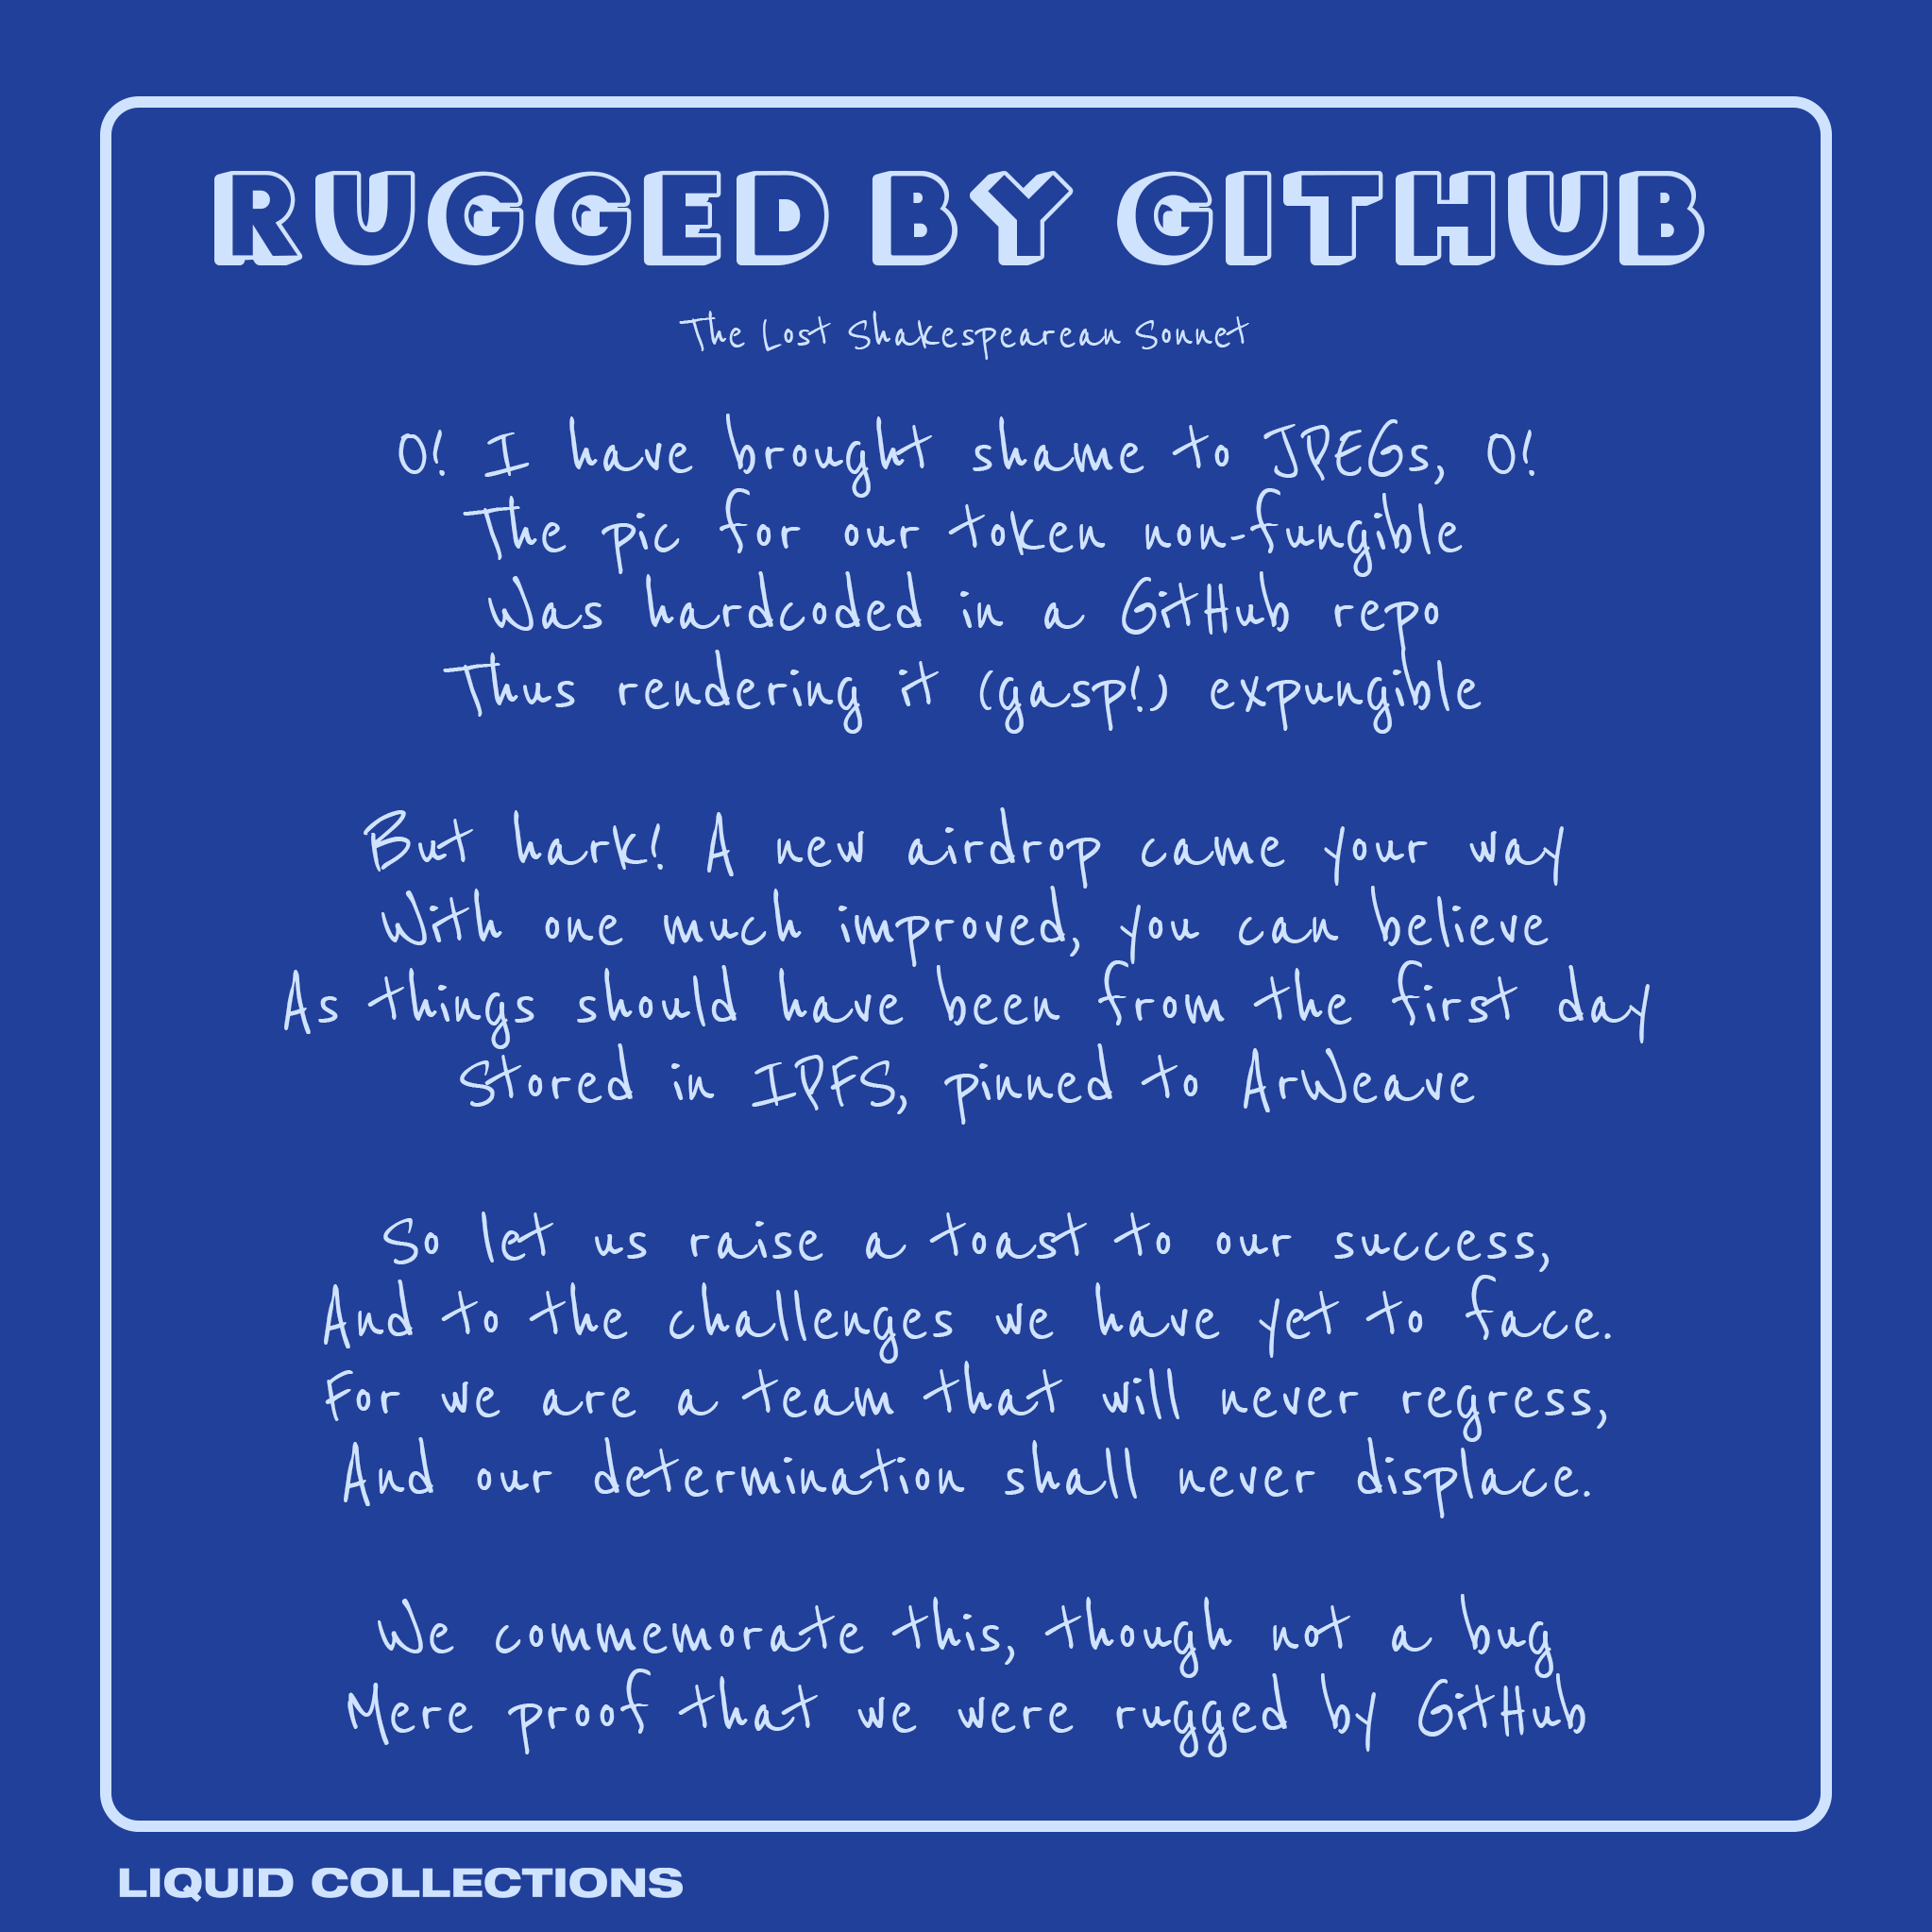 RUGGED BY GITHUB
The Lost Shakespearean Sonnet
O! I have brought shame to JPEGs, O!
The pic for our token non-fungible
Was hardcoded in a GitHub repo
Thus rendering it (gasp!) expungible
But hark! A new airdrop came your way
With one much improved, you can believe
As things should have been from the first day
Stored in IPFS, pinned to ArWeave
So let us raise a toast to our success,
And to the challenges we have yet to face.
For we are a team that will never regress,
And our determination shall never displace.
We commemorate this, though not a bug
Mere proof that we were rugged by GitHub
LIQUID COLLECTIONS